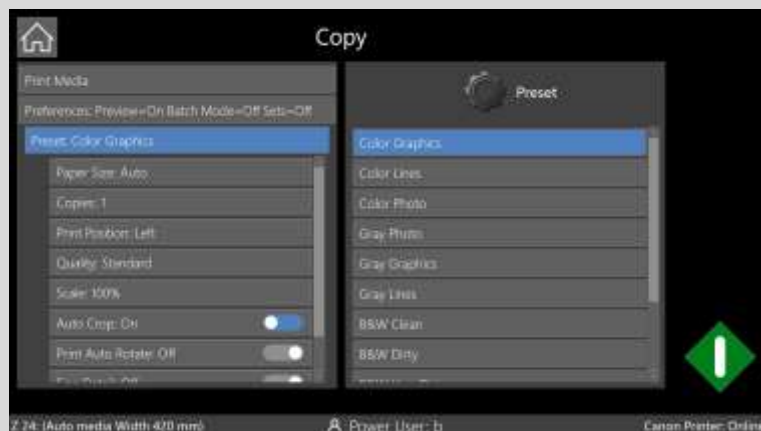 Copy
Print Media
Preferences: Preview=On Batch Mode=Off Sets=Off
Preset: Color Graphics
Paper Size: Auto
Copies: 1
Print Position: Left
Quality: Standard
Scale: 100%
Auto Crop: On
Print Auto Rotate: Off
Preset
Color Graphics
Color Lines
Color Photo
Gray Photo
Gray Graphics
Gray Lines
B&W Clean
B&W Dirty
Z 24: (Auto media Width 420 mm)
Power User: b
Canon Printer: Online